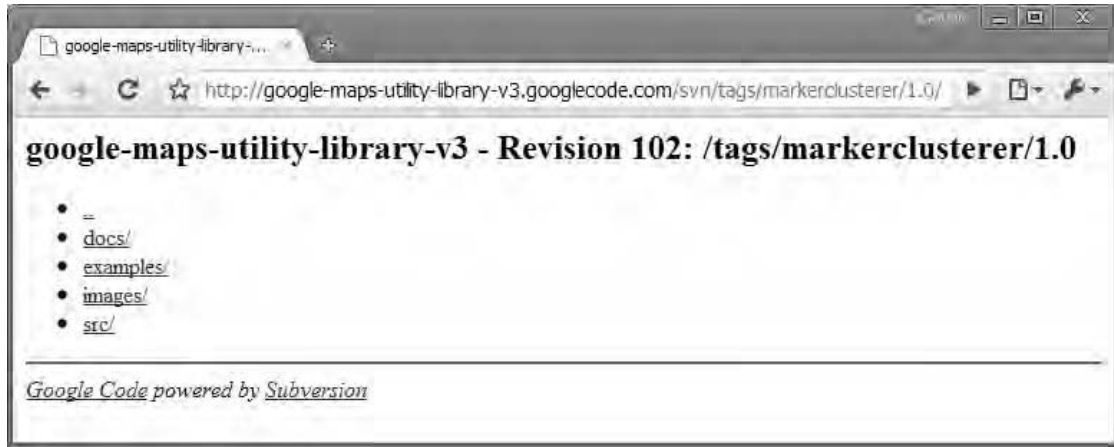 google-maps-utility-library-...
http://google-maps-utility-library-v3.googlecode.com/svn/tags/markerclusterer/1.0/
google-maps-utility-library-v3 - Revision 102: /tags/markerclusterer/1.0
..
docs/
examples/
images/
src/
Google Code powered by Subversion